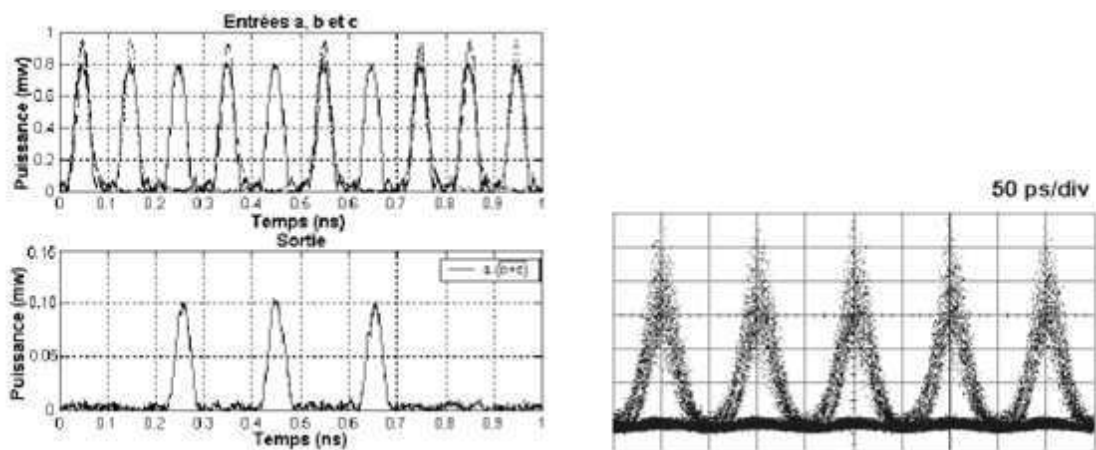 Entrées a, b et c
Puissance (mw)
1
0.8
0.6
0.4
0.2
0
0 0.1 0.2 0.3 0.4 0.5 0.6 0.7 0.8 0.9 1
Temps (ns)
Sortie
Puissance (mw)
0.15
0.10
0.05
0
0 0.1 0.2 0.3 0.4 0.5 0.6 0.7 0.8 0.9 1
Temps (ns)
50 ps/div